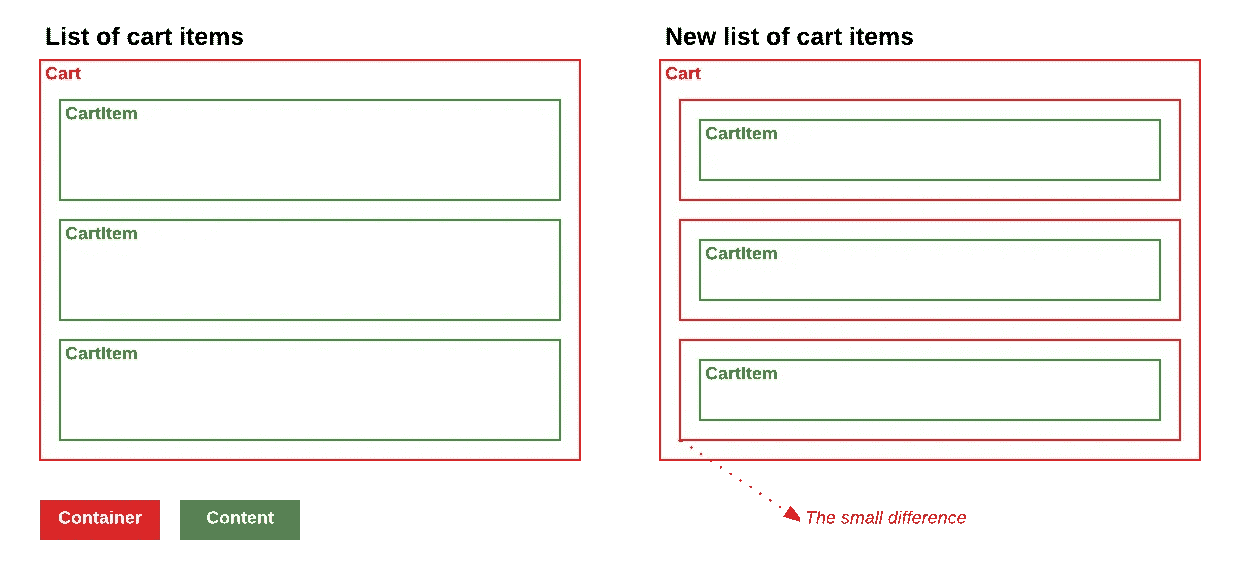 List of cart items
Cart
CartItem
CartItem
CartItem
New list of cart items
Cart
CartItem
CartItem
CartItem
Container
Content
The small difference